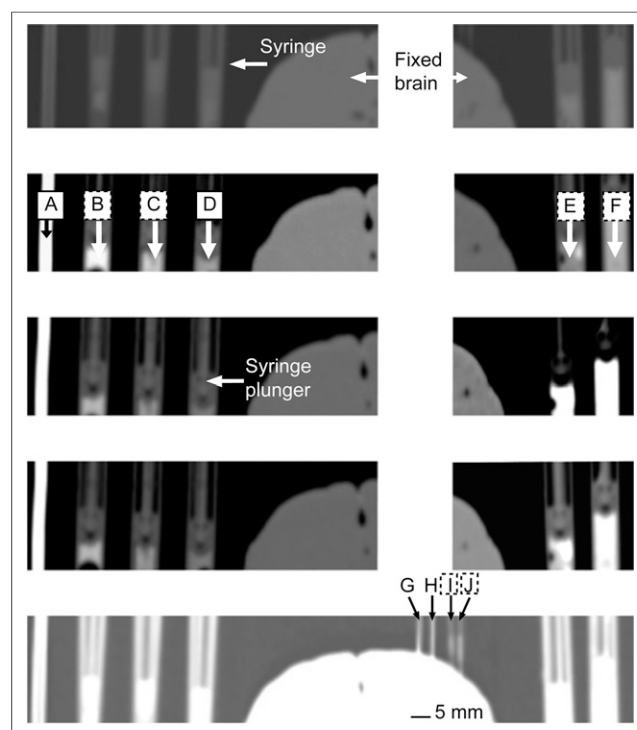 Syringe
Fixed
brain
A B C D E F
Syringe
plunger
G H I J
5 mm